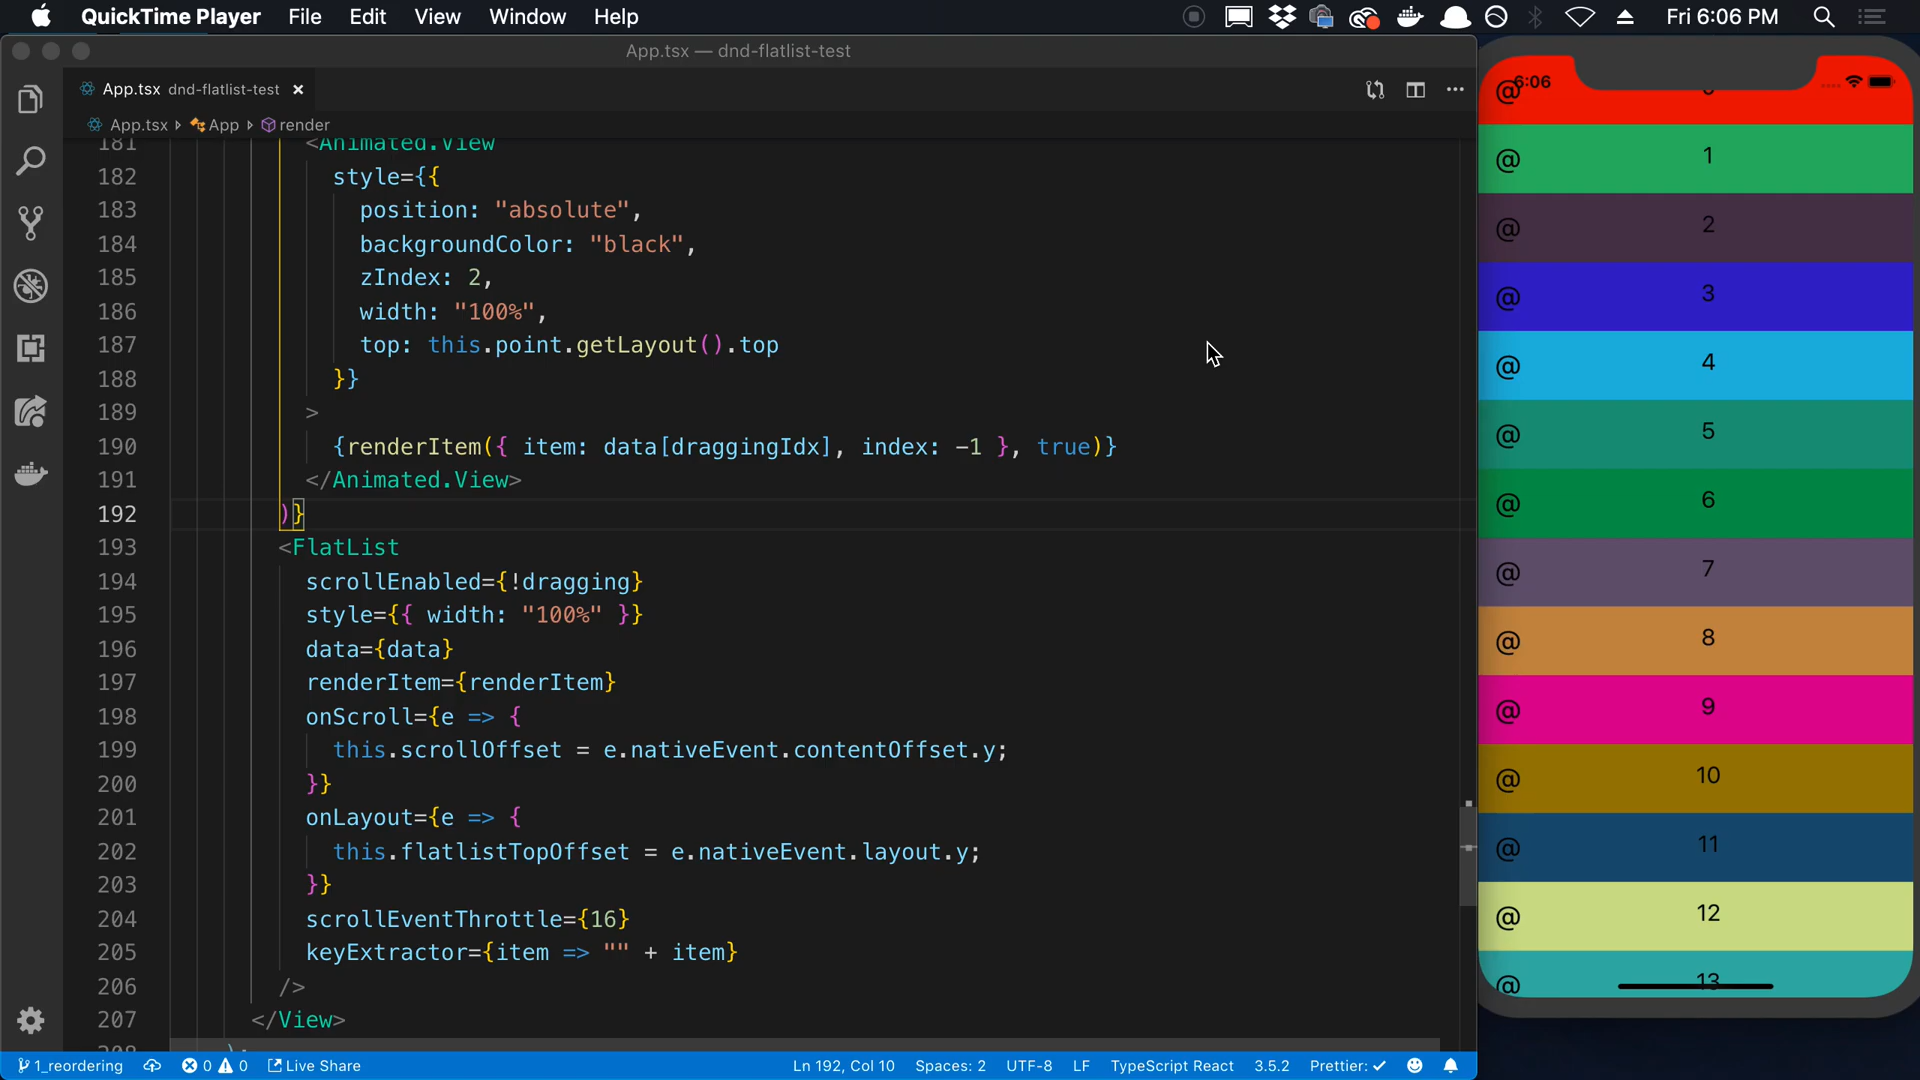 QuickTime Player File Edit View Window Help Fri 6:06 PM
App.tsx — dnd-flatlist-test
App.tsx dnd-flatlist-test
App.tsx App render
181 <Animated.View
182 style={{
183 position: "absolute",
184 backgroundColor: "black",
185 zIndex: 2,
186 width: "100%",
187 top: this.point.getLayout().top
188 }}
189 >
190 {renderItem({ item: data[draggingIdx], index: -1 }, true)}
191 </Animated.View>
192 )}
193 <FlatList
194 scrollEnabled={!dragging}
195 style={{ width: "100%" }}
196 data={data}
197 renderItem={renderItem}
198 onScroll={e => {
199 this.scrollOffset = e.nativeEvent.contentOffset.y;
200 }}
201 onLayout={e => {
202 this.flatlistTopOffset = e.nativeEvent.layout.y;
203 }}
204 scrollEventThrottle={16}
205 keyExtractor={item => "" + item}
206 />
207 </View>
1_reordering 0 0 Live Share Ln 192, Col 10 Spaces: 2 UTF-8 LF TypeScript React 3.5.2 Prettier: ✓
6:06
@
@ 1
@ 2
@ 3
@ 4
@ 5
@ 6
@ 7
@ 8
@ 9
@ 10
@ 11
@ 12
@ 13